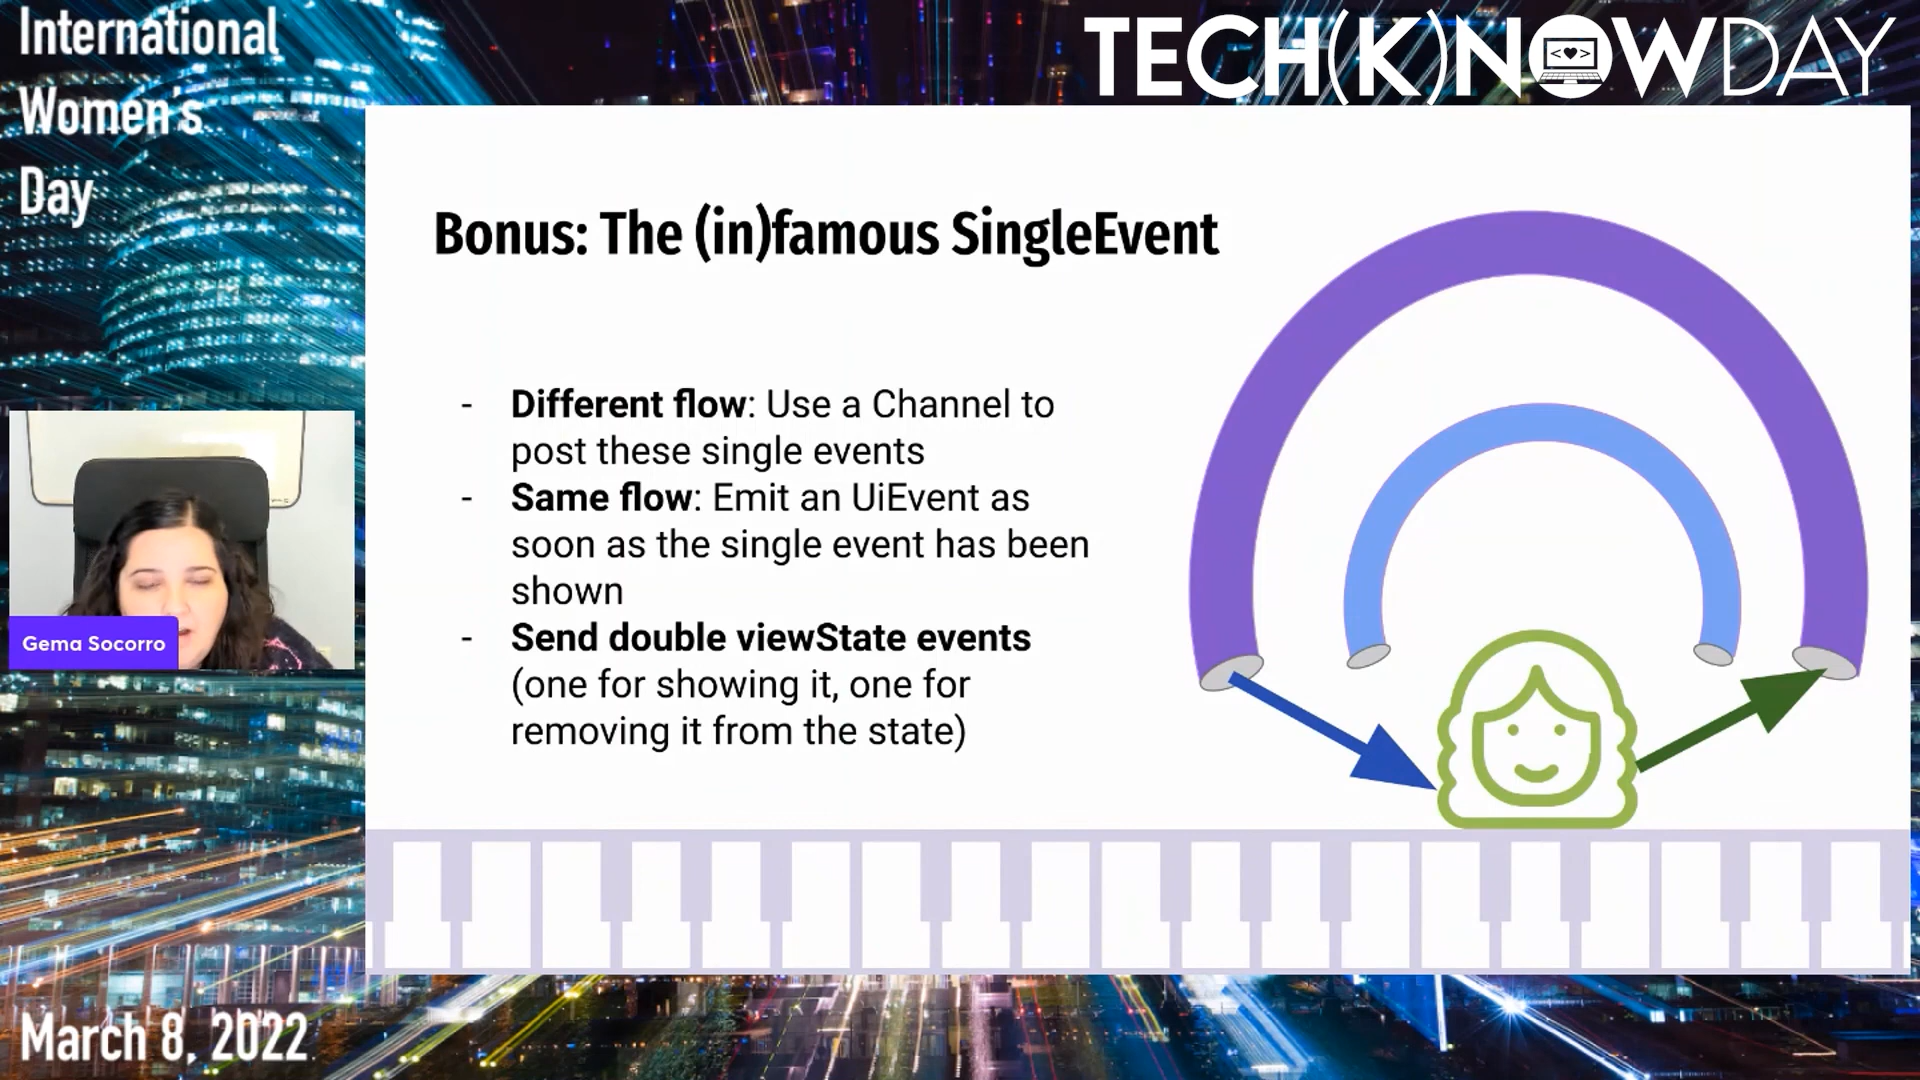 International
Women's
Day
TECH(K)NOWDAY
<♥>
Bonus: The (in)famous SingleEvent
- Different flow: Use a Channel to
post these single events
- Same flow: Emit an UiEvent as
soon as the single event has been
shown
- Send double viewState events
(one for showing it, one for
removing it from the state)
Gema Socorro
March 8, 2022